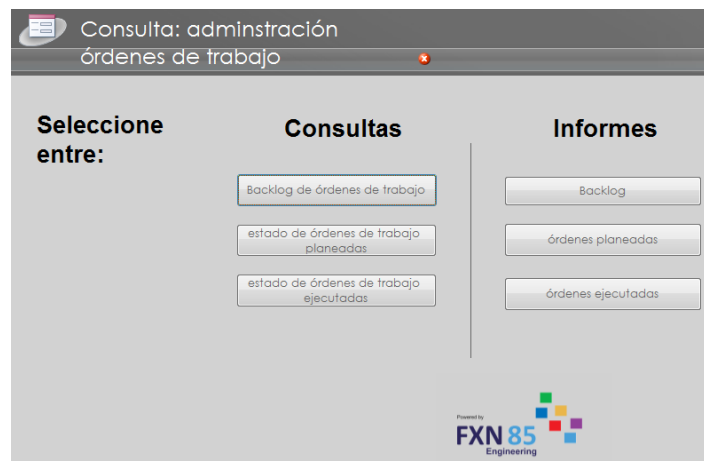 Consulta: adminstración
órdenes de trabajo
Seleccione
entre:
Consultas
Backlog de órdenes de trabajo
estado de órdenes de trabajo
planeadas
estado de órdenes de trabajo
ejecutadas
Informes
Backlog
órdenes planeadas
órdenes ejecutadas
Powered by
FXN 85
Engineering